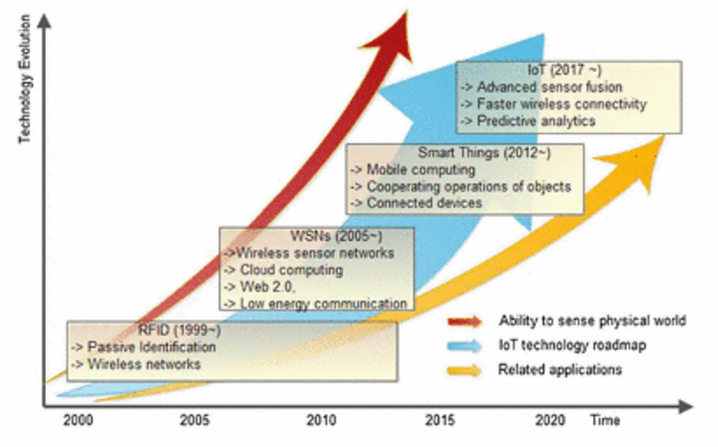 Technology Evolution
IoT (2017 ~)
-> Advanced sensor fusion
-> Faster wireless connectivity
-> Predictive analytics
Smart Things (2012~)
-> Mobile computing
-> Cooperating operations of objects
-> Connected devices
WSNs (2005~)
->Wireless sensor networks
-> Cloud computing
-> Web 2.0,
-> Low energy communication
RFID (1999~)
-> Passive Identification
-> Wireless networks
Ability to sense physical world
IoT technology roadmap
Related applications
2000 2005 2010 2015 2020 Time